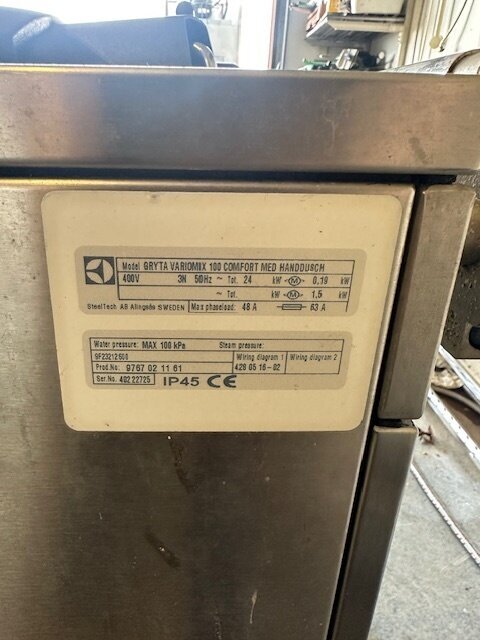 Model GRYTA VARIOMIX 100 COMFORT MED HANDDUSCH
400V 3N 50Hz ~ Tot. 24 kW M 0,19 kW
~ Tot. kW M 1,5 kW
SteelTech AB Alingsås SWEDEN Max phaseload: 48 A 63 A
Water pressure: MAX 100 kPa Steam pressure:
9F23212600 Wiring diagram 1 Wiring diagram 2
Prod.No: 9767 02 11 61 428 05 16-02
Ser.No: 402 22725 IP45 CE